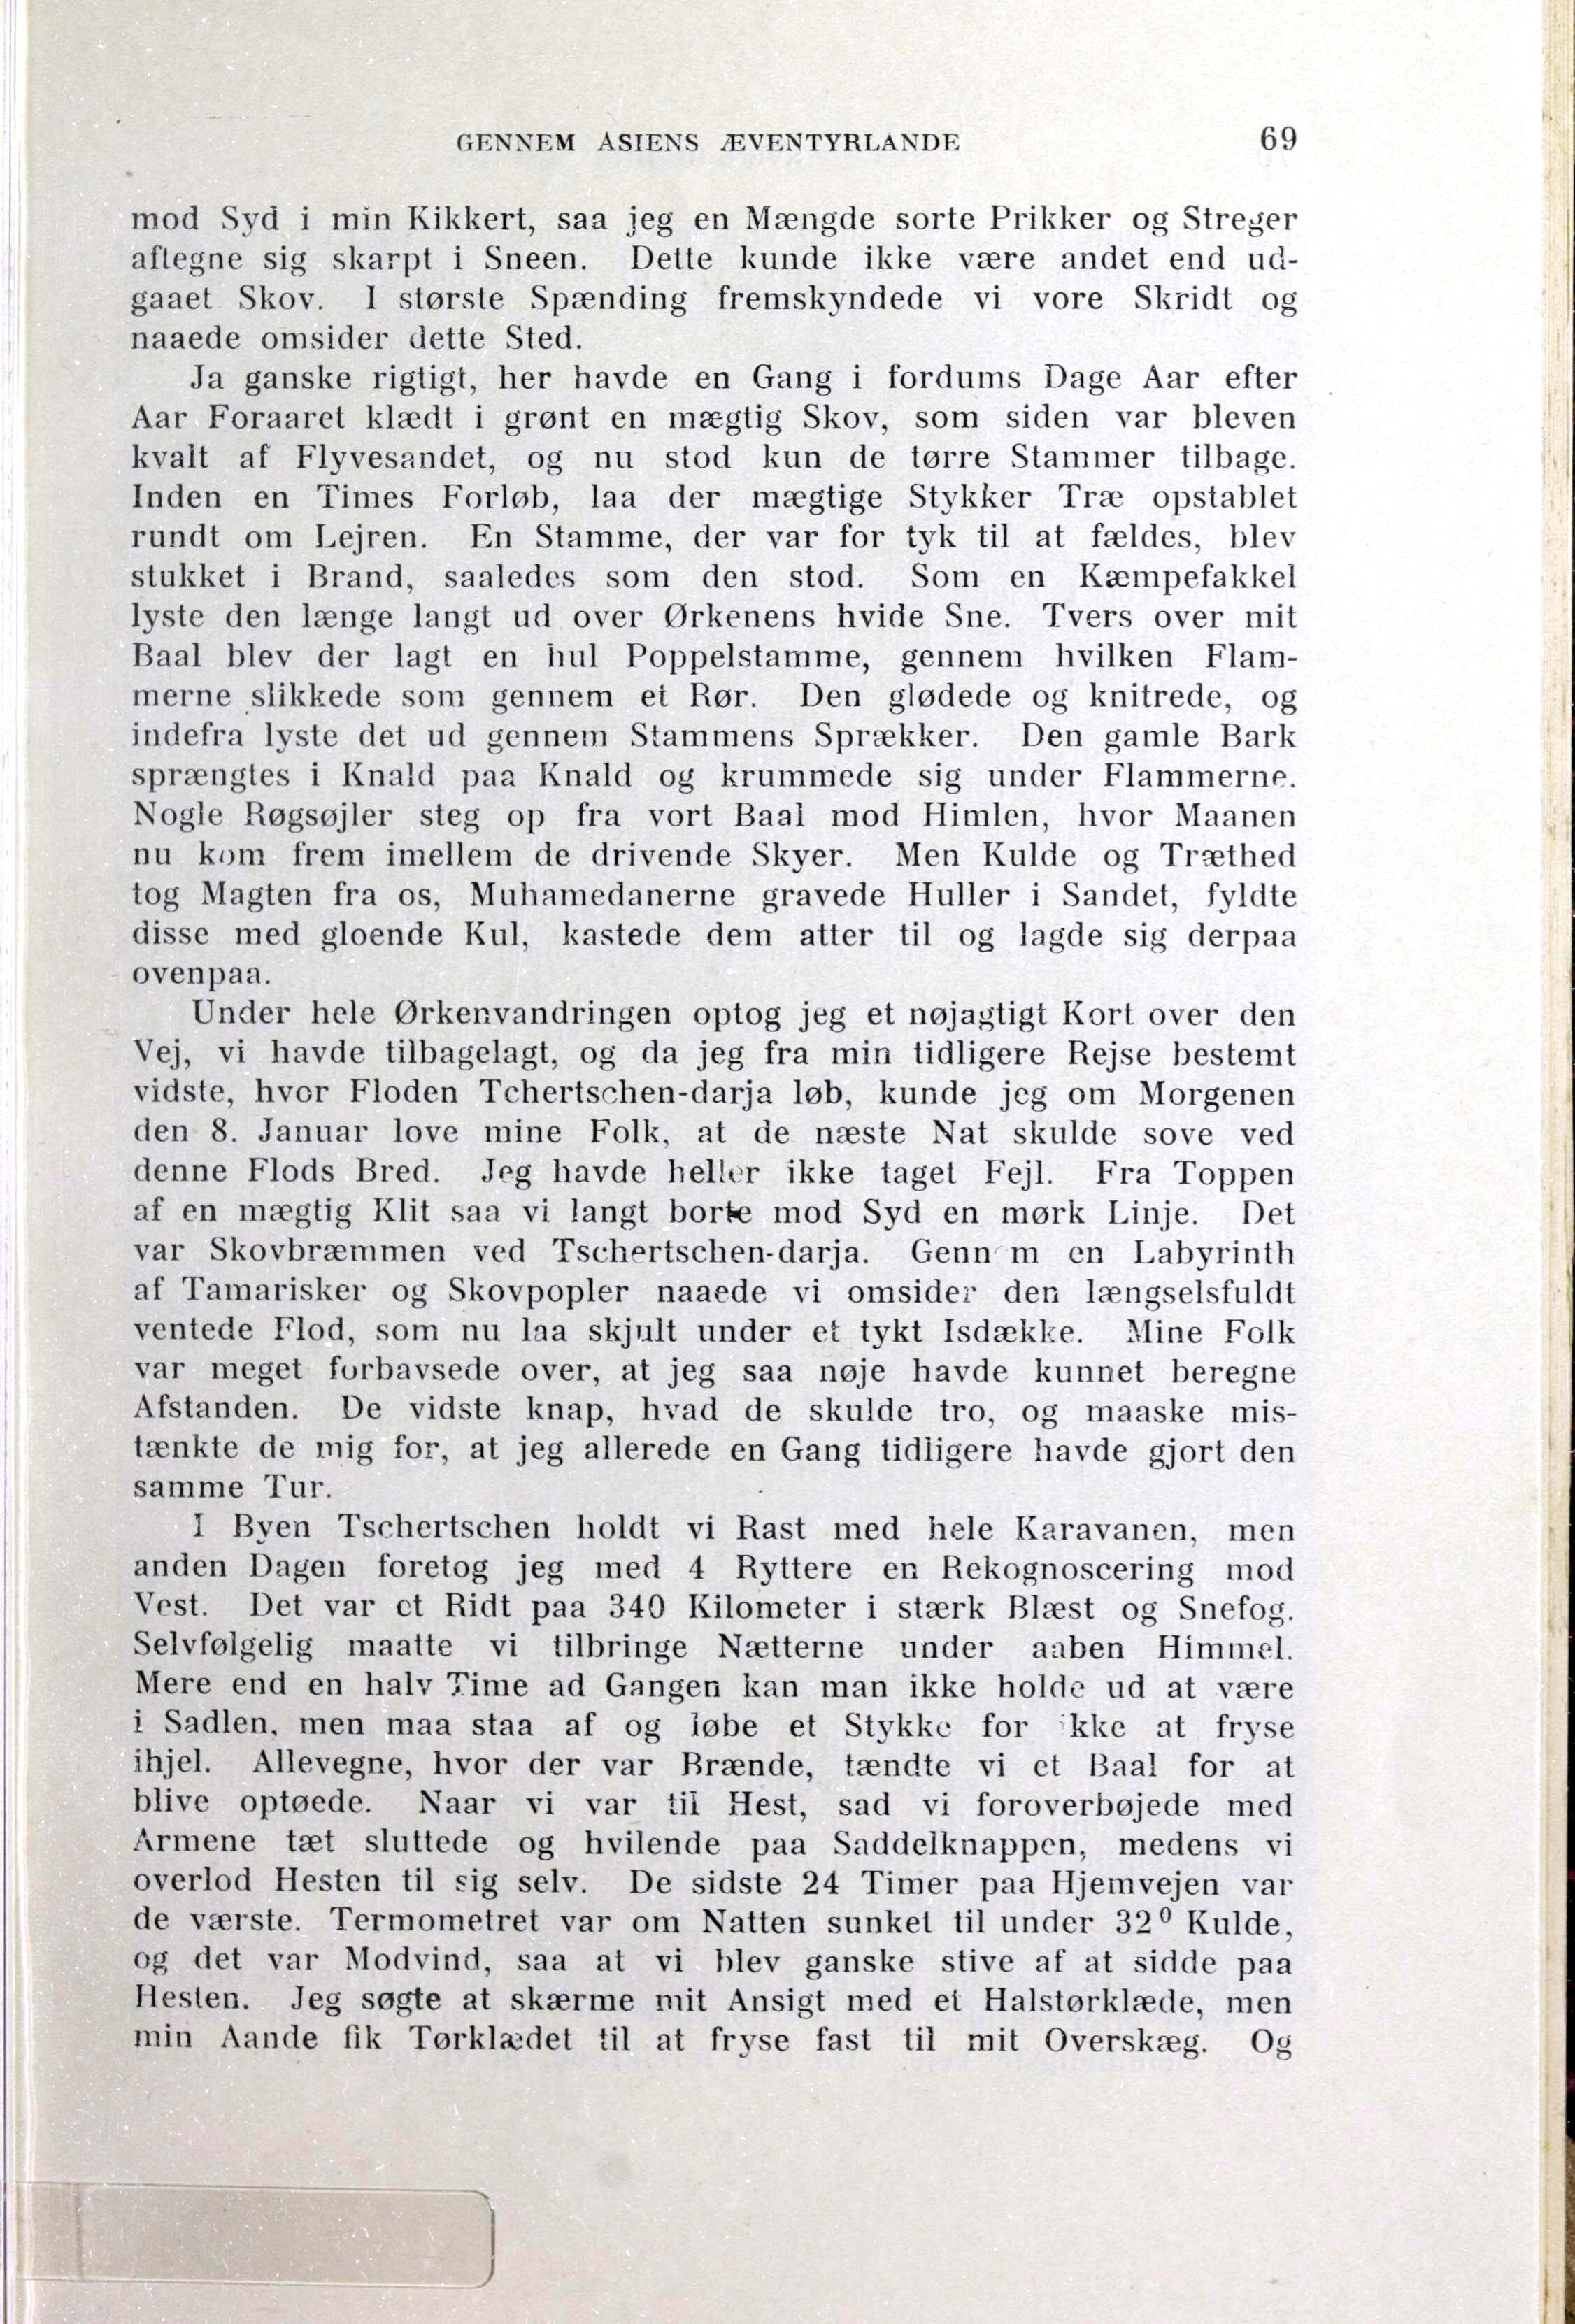 GENNEM ASIENS ÆVENTYRLANDE 69
mod Syd i min Kikkert, saa jeg en Mængde sorte Prikker og Streger
aftegne sig skarpt i Sneen. Dette kunde ikke være andet end ud-
gaaet Skov. I største Spænding fremskyndede vi vore Skridt og
naaede omsider dette Sted.
Ja ganske rigtigt, her havde en Gang i fordums Dage Aar efter
Aar Foraaret klædt i grønt en mægtig Skov, som siden var bleven
kvalt af Flyvesandet, og nu stod kun de tørre Stammer tilbage.
Inden en Times Forløb, laa der mægtige Stykker Træ opstablet
rundt om Lejren. En Stamme, der var for tyk til at fældes, blev
stukket i Brand, saaledes som den stod. Som en Kæmpefakkel
lyste den længe langt ud over Ørkenens hvide Sne. Tvers over mit
Baal blev der lagt en hul Poppelstamme, gennem hvilken Flam-
merne slikkede som gennem et Rør. Den glødede og knitrede, og
indefra lyste det ud gennem Stammens Sprækker. Den gamle Bark
sprængtes i Knald paa Knald og krummede sig under Flammerne.
Nogle Røgsøjler steg op fra vort Baal mod Himlen, hvor Maanen
nu kom frem imellem de drivende Skyer. Men Kulde og Træthed
tog Magten fra os, Muhamedanerne gravede Huller i Sandet, fyldte
disse med gloende Kul, kastede dem atter til og lagde sig derpaa
ovenpaa.
Under hele Ørkenvandringen optog jeg et nøjagtigt Kort over den
Vej, vi havde tilbagelagt, og da jeg fra min tidligere Rejse bestemt
vidste, hvor Floden Tchertschen-darja løb, kunde jeg om Morgenen
den 8. Januar love mine Folk, at de næste Nat skulde sove ved
denne Flods Bred. Jeg havde heller ikke taget Fejl. Fra Toppen
af en mægtig Klit saa vi langt borte mod Syd en mørk Linje. Det
var Skovbræmmen ved Tschertschen-darja. Genn m en Labyrinth
af Tamarisker og Skovpopler naaede vi omsider den længselsfuldt
ventede Flod, som nu laa skjult under et tykt Isdække. Mine Folk
var meget forbavsede over, at jeg saa nøje havde kunnet beregne
Afstanden. De vidste knap, hvad de skulde tro, og maaske mis-
tænkte de mig for, at jeg allerede en Gang tidligere havde gjort den
samme Tur.
I Byen Tschertschen holdt vi Rast med hele Karavanen, men
anden Dagen foretog jeg med 4 Ryttere en Rekognoscering mod
Vest. Det var et Ridt paa 340 Kilometer i stærk Blæst og Snefog.
Selvfølgelig maatte vi tilbringe Nætterne under aaben Himmel.
Mere end en halv Time ad Gangen kan man ikke holde ud at være
i Sadlen, men maa staa af og løbe et Stykke for ikke at fryse
ihjel. Allevegne, hvor der var Brænde, tændte vi et Baal for at
blive optøede. Naar vi var til Hest, sad vi foroverbøjede med
Armene tæt sluttede og hvilende paa Saddelknappen, medens vi
overlod Hesten til sig selv. De sidste 24 Timer paa Hjemvejen var
de værste. Termometret var om Natten sunket til under 32⁰ Kulde,
og det var Modvind, saa at vi blev ganske stive af at sidde paa
Hesten. Jeg søgte at skærme mit Ansigt med et Halstørklæde, men
min Aande fik Tørklædet til at fryse fast til mit Overskæg. Og